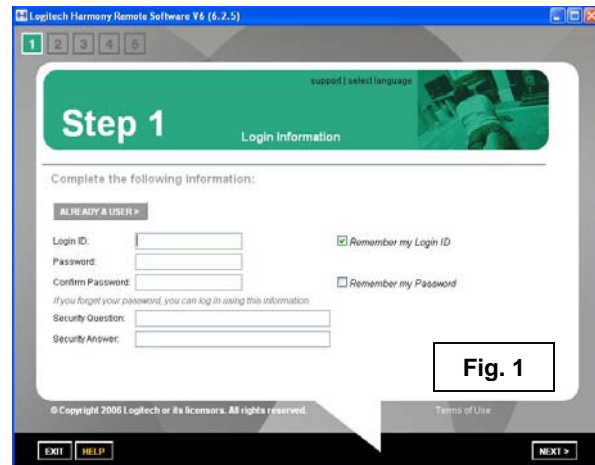 Logitech Harmony Remote Software V6 (6.2.5)
1 2 3 4 5
support | select language
Step 1
Login Information
Complete the following information:
ALREADY A USER >
Login ID:
Remember my Login ID
Password:
Confirm Password:
Remember my Password
If you forget your password, you can log in using this information:
Security Question:
Security Answer:
Fig. 1
© Copyright 2006 Logitech or its licensors. All rights reserved.
Terms of Use
EXIT HELP NEXT >